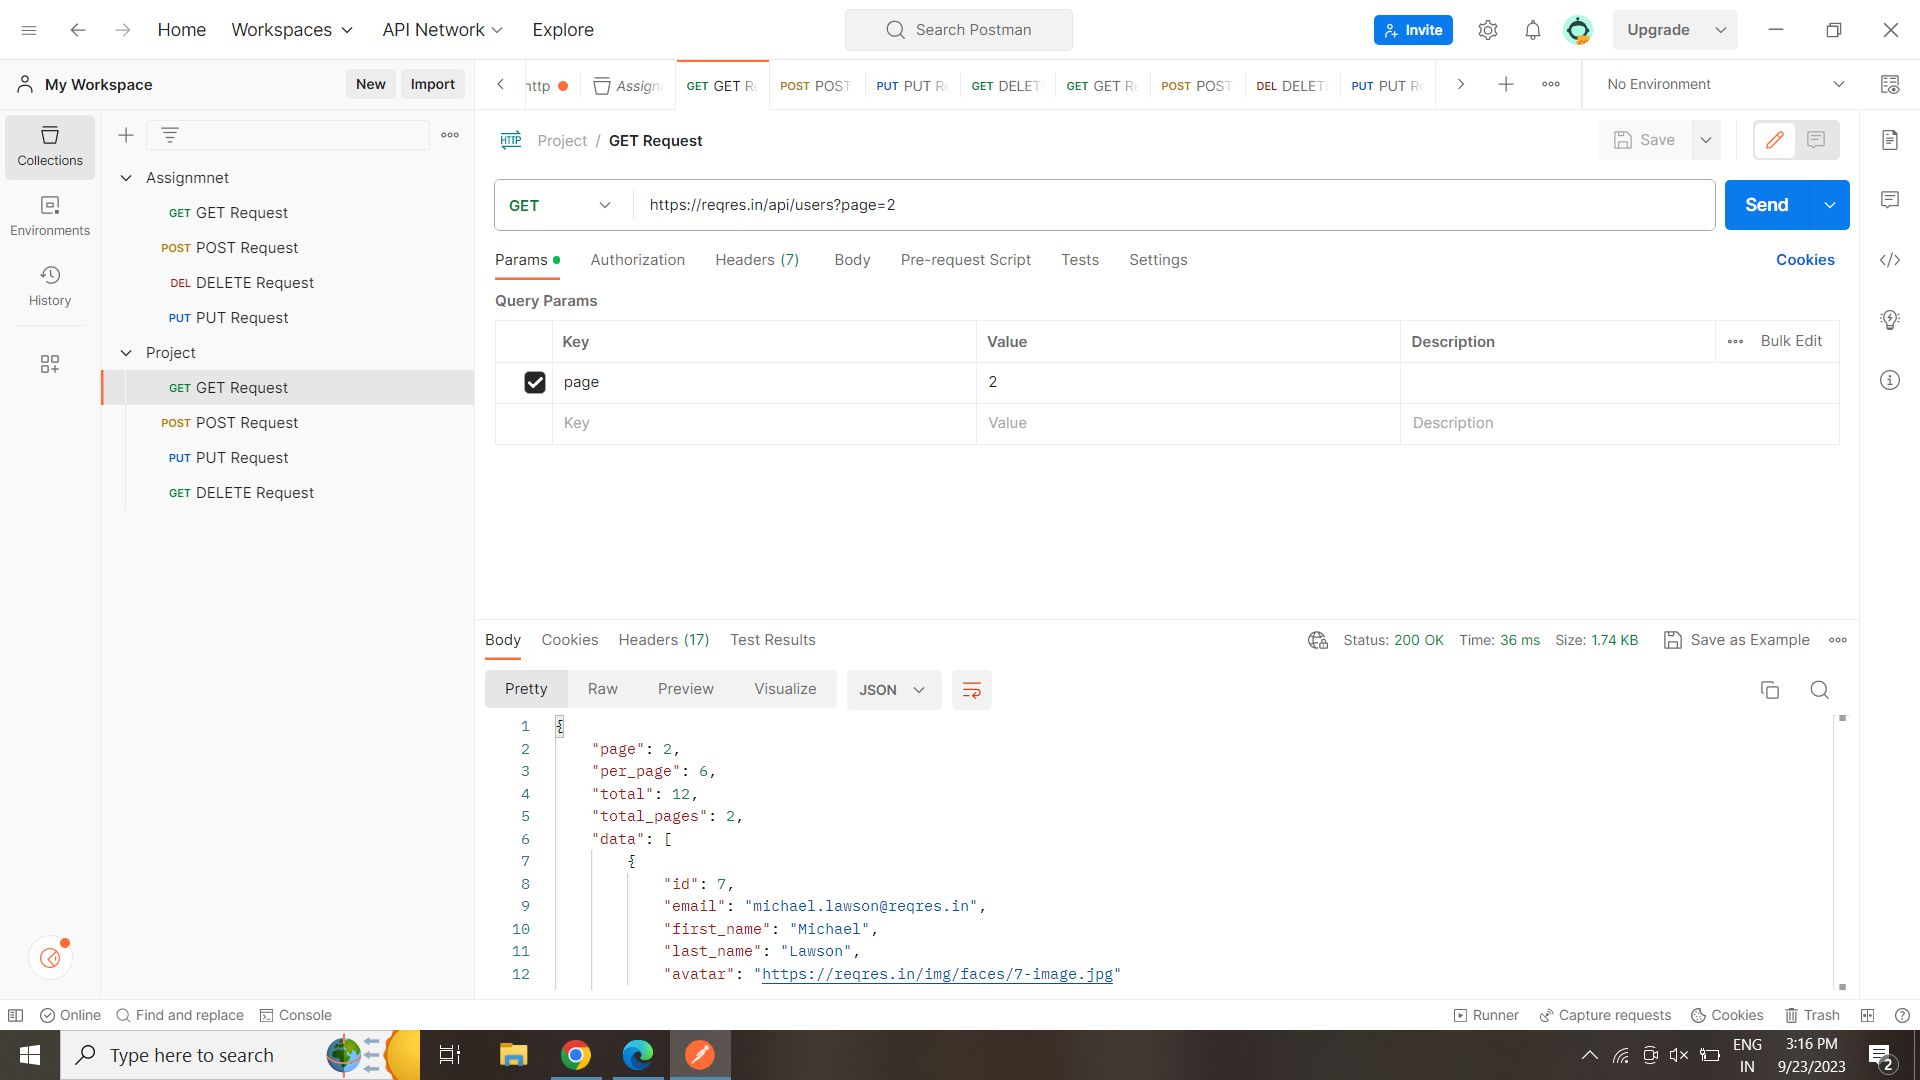 Home Workspaces API Network Explore Search Postman Invite Upgrade
My Workspace New Import
http Assignr GET GET Re POST POST PUT PUT Re GET DELET GET GET Re POST POST DEL DELET PUT PUT Re No Environment
Collections
Environments
History
Assignmnet
GET GET Request
POST POST Request
DEL DELETE Request
PUT PUT Request
Project
GET GET Request
POST POST Request
PUT PUT Request
GET DELETE Request
HTTP Project / GET Request Save
GET https://reqres.in/api/users?page=2 Send
Params Authorization Headers (7) Body Pre-request Script Tests Settings Cookies
Query Params
Key Value Description Bulk Edit
page 2
Key Value Description
Body Cookies Headers (17) Test Results Status: 200 OK Time: 36 ms Size: 1.74 KB Save as Example
Pretty Raw Preview Visualize JSON
1 {
2 "page": 2,
3 "per_page": 6,
4 "total": 12,
5 "total_pages": 2,
6 "data": [
7 {
8 "id": 7,
9 "email": "michael.lawson@reqres.in",
10 "first_name": "Michael",
11 "last_name": "Lawson",
12 "avatar": "https://reqres.in/img/faces/7-image.jpg"
Online Find and replace Console Runner Capture requests Cookies Trash
Type here to search ENG IN 3:16 PM 9/23/2023 2